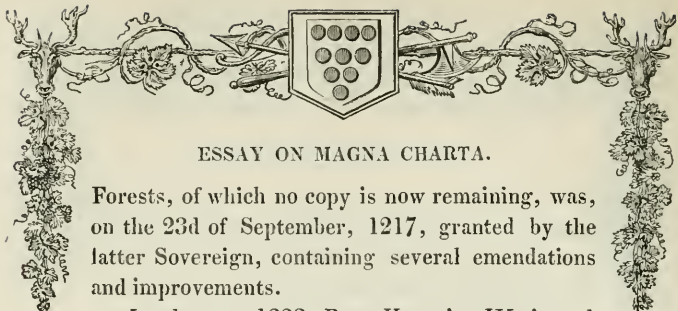 ESSAY ON MAGNA CHARTA.
Forests, of which no copy is now remaining, was,
on the 23d of September, 1217, granted by the
latter Sovereign, containing several emendations
and improvements.